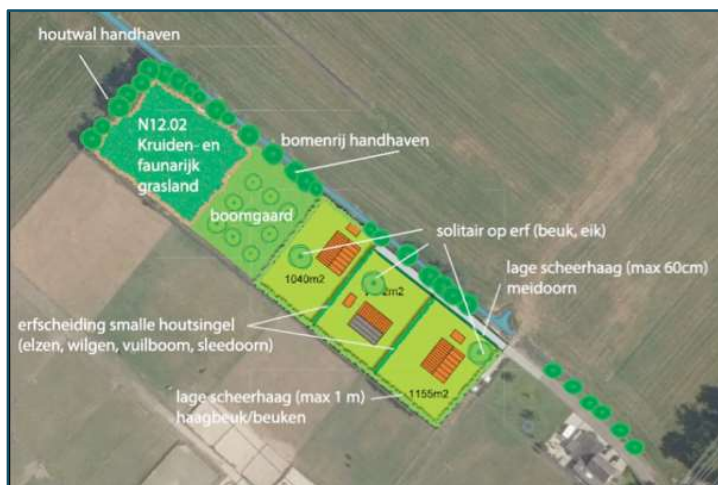 houtwal handhaven
N12.02
Kruiden- en
faunarijk
grasland
bomenrij handhaven
boomgaard
solitair op erf (beuk, eik)
1040m2
m2
lage scheerhaag (max 60cm)
meidoorn
erfscheiding smalle houtsingel
(elzen, wilgen, vuilboom, sleedoorn)
lage scheerhaag (max 1 m)
haagbeuk/beuken
1155m2